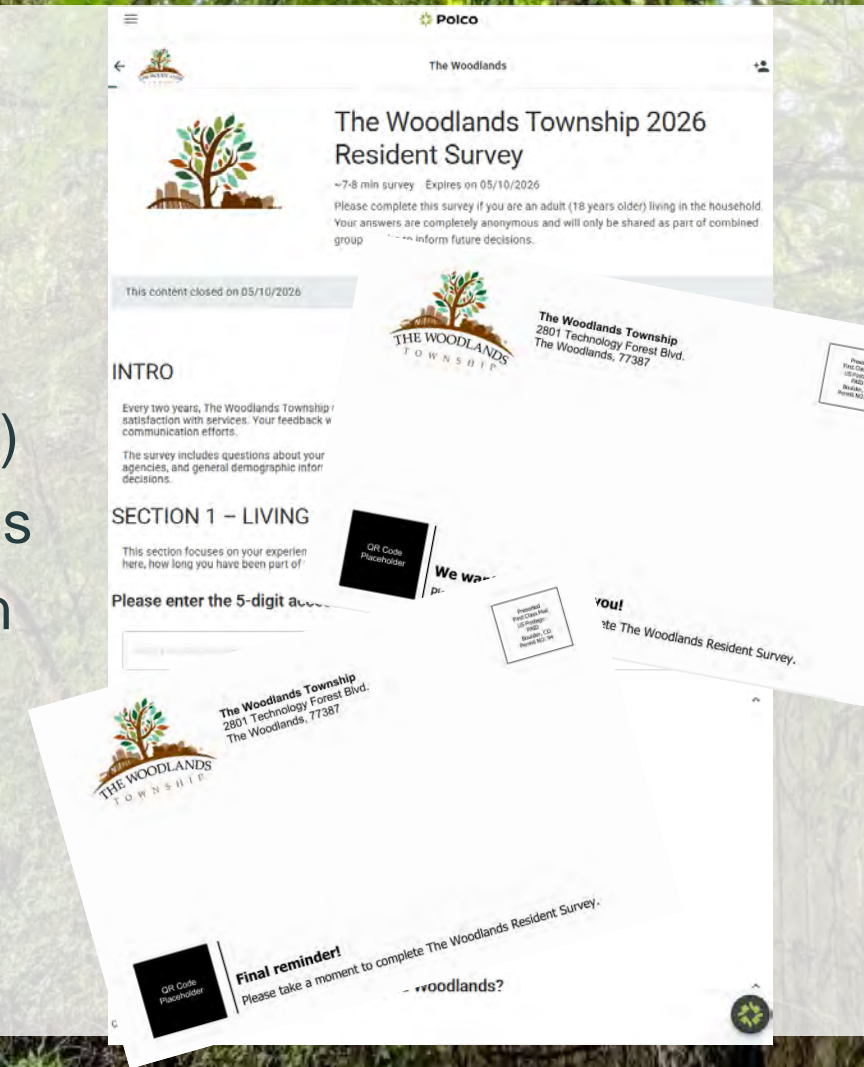 Polco
The Woodlands
The Woodlands Township 2026
Resident Survey
~7-8 min survey Expires on 05/10/2026
Please complete this survey if you are an adult (18 years older) living in the household.
Your answers are completely anonymous and will only be shared as part of combined
group to inform future decisions.
This content closed on 05/10/2026
INTRO
Every two years, The Woodlands Township
satisfaction with services. Your feedback
communication efforts.
The survey includes questions about your
agencies, and general demographic
decisions.
SECTION 1 – LIVING
This section focuses on your
here, how long you have been part of
Please enter the 5-digit
)
s
n
THE WOODLANDS
TOWNSHIP
The Woodlands Township
2801 Technology Forest Blvd.
The Woodlands, 77387
QR Code
Placeholder
We
you!
The Woodlands Resident Survey.
Presorted
First Class Mail
US Postage
PAID
Boulder, CO
Permit NO. 94
THE WOODLANDS
TOWNSHIP
The Woodlands Township
2801 Technology Forest Blvd.
The Woodlands, 77387
QR Code
Placeholder
Final reminder!
Please take a moment to complete The Woodlands Resident Survey.
Woodlands?